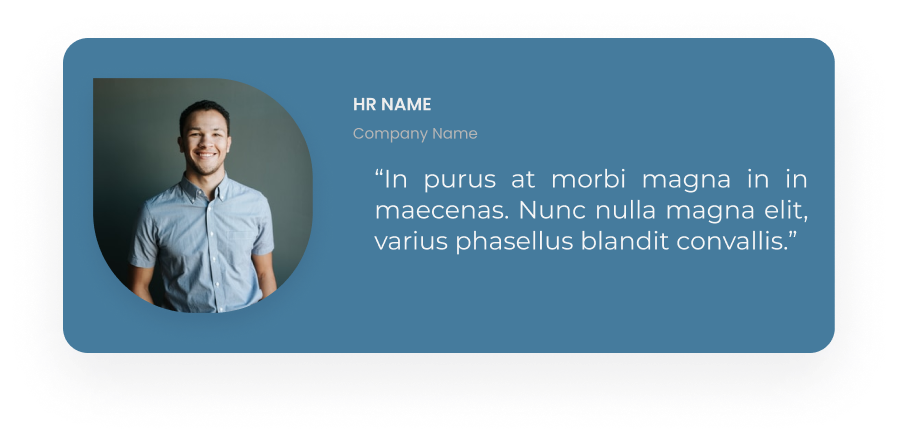 HR NAME
Company Name
“In purus at morbi magna in in
maecenas. Nunc nulla magna elit,
varius phasellus blandit convallis.”